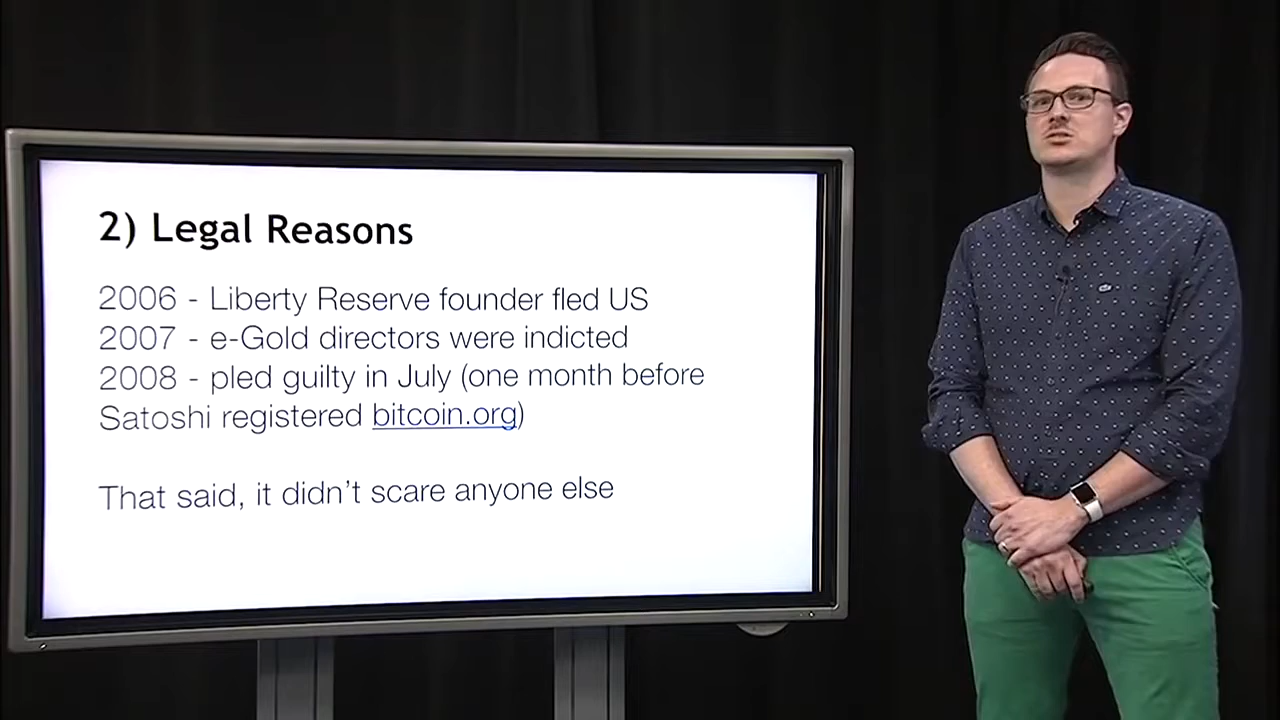 2) Legal Reasons
2006 - Liberty Reserve founder fled US
2007 - e-Gold directors were indicted
2008 - pled guilty in July (one month before
Satoshi registered bitcoin.org)
That said, it didn't scare anyone else